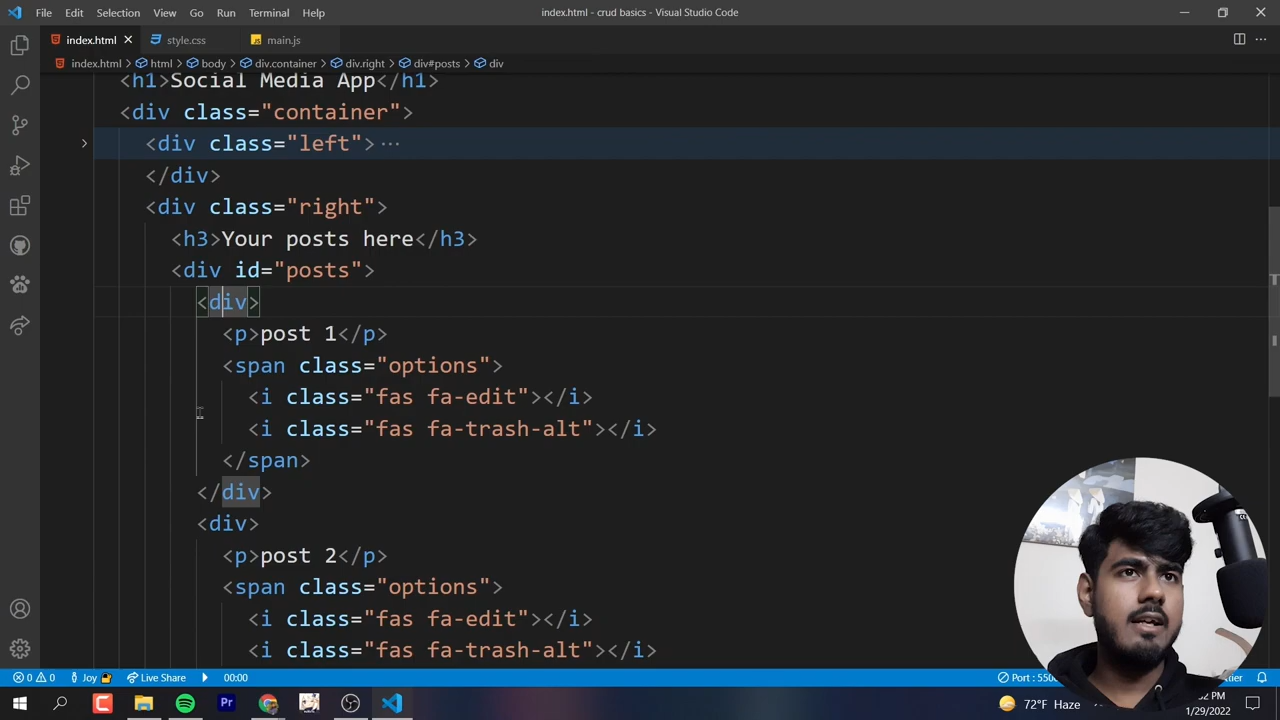 File Edit Selection View Go Run Terminal Help
index.html - crud basics - Visual Studio Code
index.html style.css main.js
index.html > html > body > div.container > div.right > div#posts > div
<h1>Social Media App</h1>
<div class="container">
<div class="left"> ...
</div>
<div class="right">
<h3>Your posts here</h3>
<div id="posts">
<div>
<p>post 1</p>
<span class="options">
<i class="fas fa-edit"></i>
<i class="fas fa-trash-alt"></i>
</span>
</div>
<div>
<p>post 2</p>
<span class="options">
<i class="fas fa-edit"></i>
<i class="fas fa-trash-alt"></i>
0 0 Joy Live Share 00:00 Port :
Pr 72°F Haze
1/29/2022